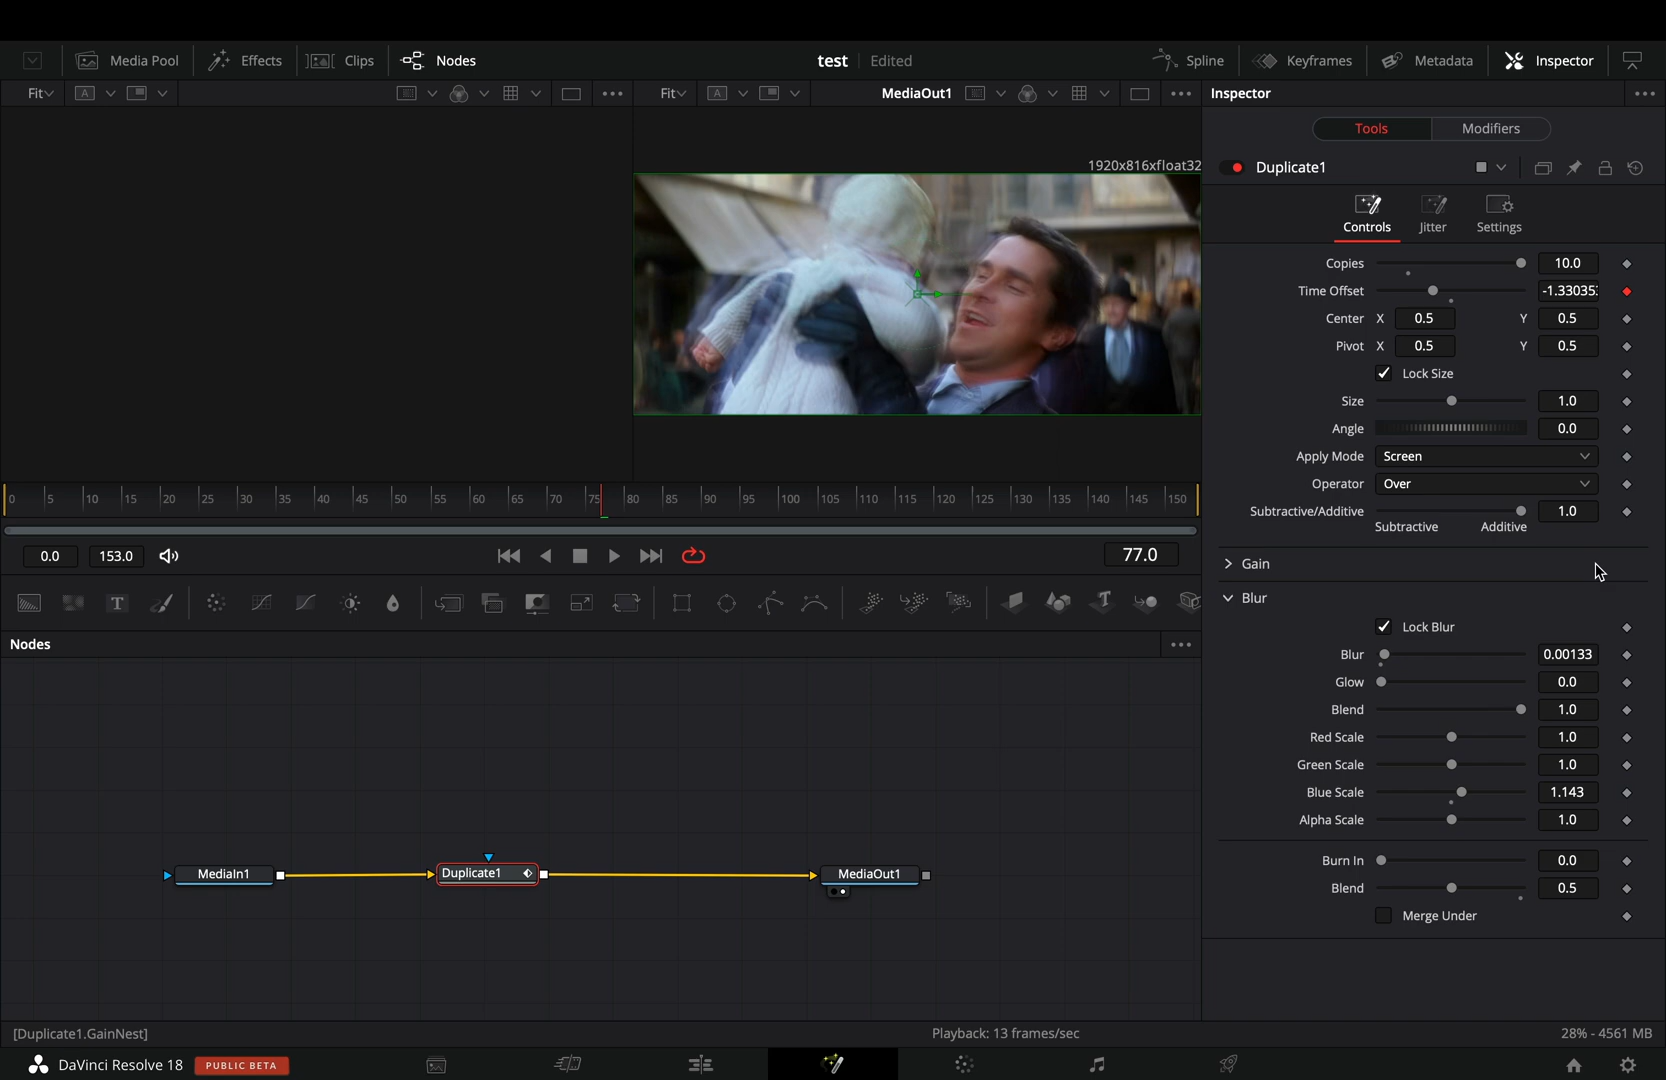 Media Pool Effects Clips Nodes test Edited Spline Keyframes Metadata Inspector
Fit A Fit A MediaOut1 Inspector
Tools Modifiers
1920x816xfloat32
Duplicate1
Controls Jitter Settings
Copies 10.0
Time Offset -1.33035
Center X 0.5 Y 0.5
Pivot X 0.5 Y 0.5
Lock Size
Size 1.0
Angle 0.0
Apply Mode Screen
Operator Over
Subtractive/Additive 1.0
Subtractive Additive
0 5 10 15 20 25 30 35 40 45 50 55 60 65 70 75 80 85 90 95 100 105 110 115 120 125 130 135 140 145 150
0.0 153.0 77.0
Gain
Blur
Lock Blur
Blur 0.00133
Glow 0.0
Blend 1.0
Red Scale 1.0
Green Scale 1.0
Blue Scale 1.143
Alpha Scale 1.0
Burn In 0.0
Blend 0.5
Merge Under
T T
Nodes
MediaIn1 Duplicate1 MediaOut1
[Duplicate1.GainNest] Playback: 13 frames/sec 28% - 4561 MB
DaVinci Resolve 18 PUBLIC BETA